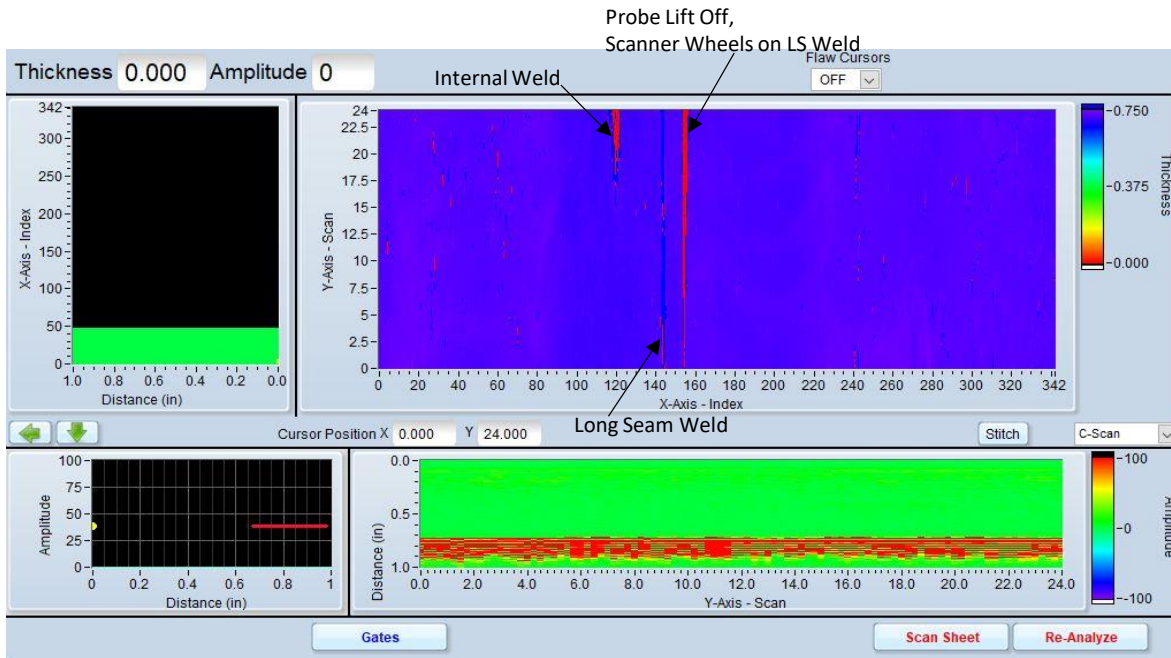 Probe Lift Off,
Scanner Wheels on LS Weld
Thickness 0.000 Amplitude 0
Internal Weld
Flaw Cursors
OFF
342
300
250
200
150
100
50
0
X-Axis - Index
1.0 0.8 0.6 0.4 0.2 0.0
Distance (in)
24
22.5
20
17.5
15
12.5
10
7.5
5
2.5
0
Y-Axis - Scan
0 20 40 60 80 100 120 140 160 180 200 220 240 260 280 300 320 342
X-Axis - Index
0.750
0.375
0.000
Thickness
Long Seam Weld
Cursor Position X 0.000 Y 24.000
Stitch
C-Scan
100
75
50
25
0
Amplitude
0 0.2 0.4 0.6 0.8 1
Distance (in)
0.0
0.5
1.0
Distance (in)
0.0 2.0 4.0 6.0 8.0 10.0 12.0 14.0 16.0 18.0 20.0 22.0 24.0
Y-Axis - Scan
100
0
-100
Amplitude
Gates
Scan Sheet
Re-Analyze